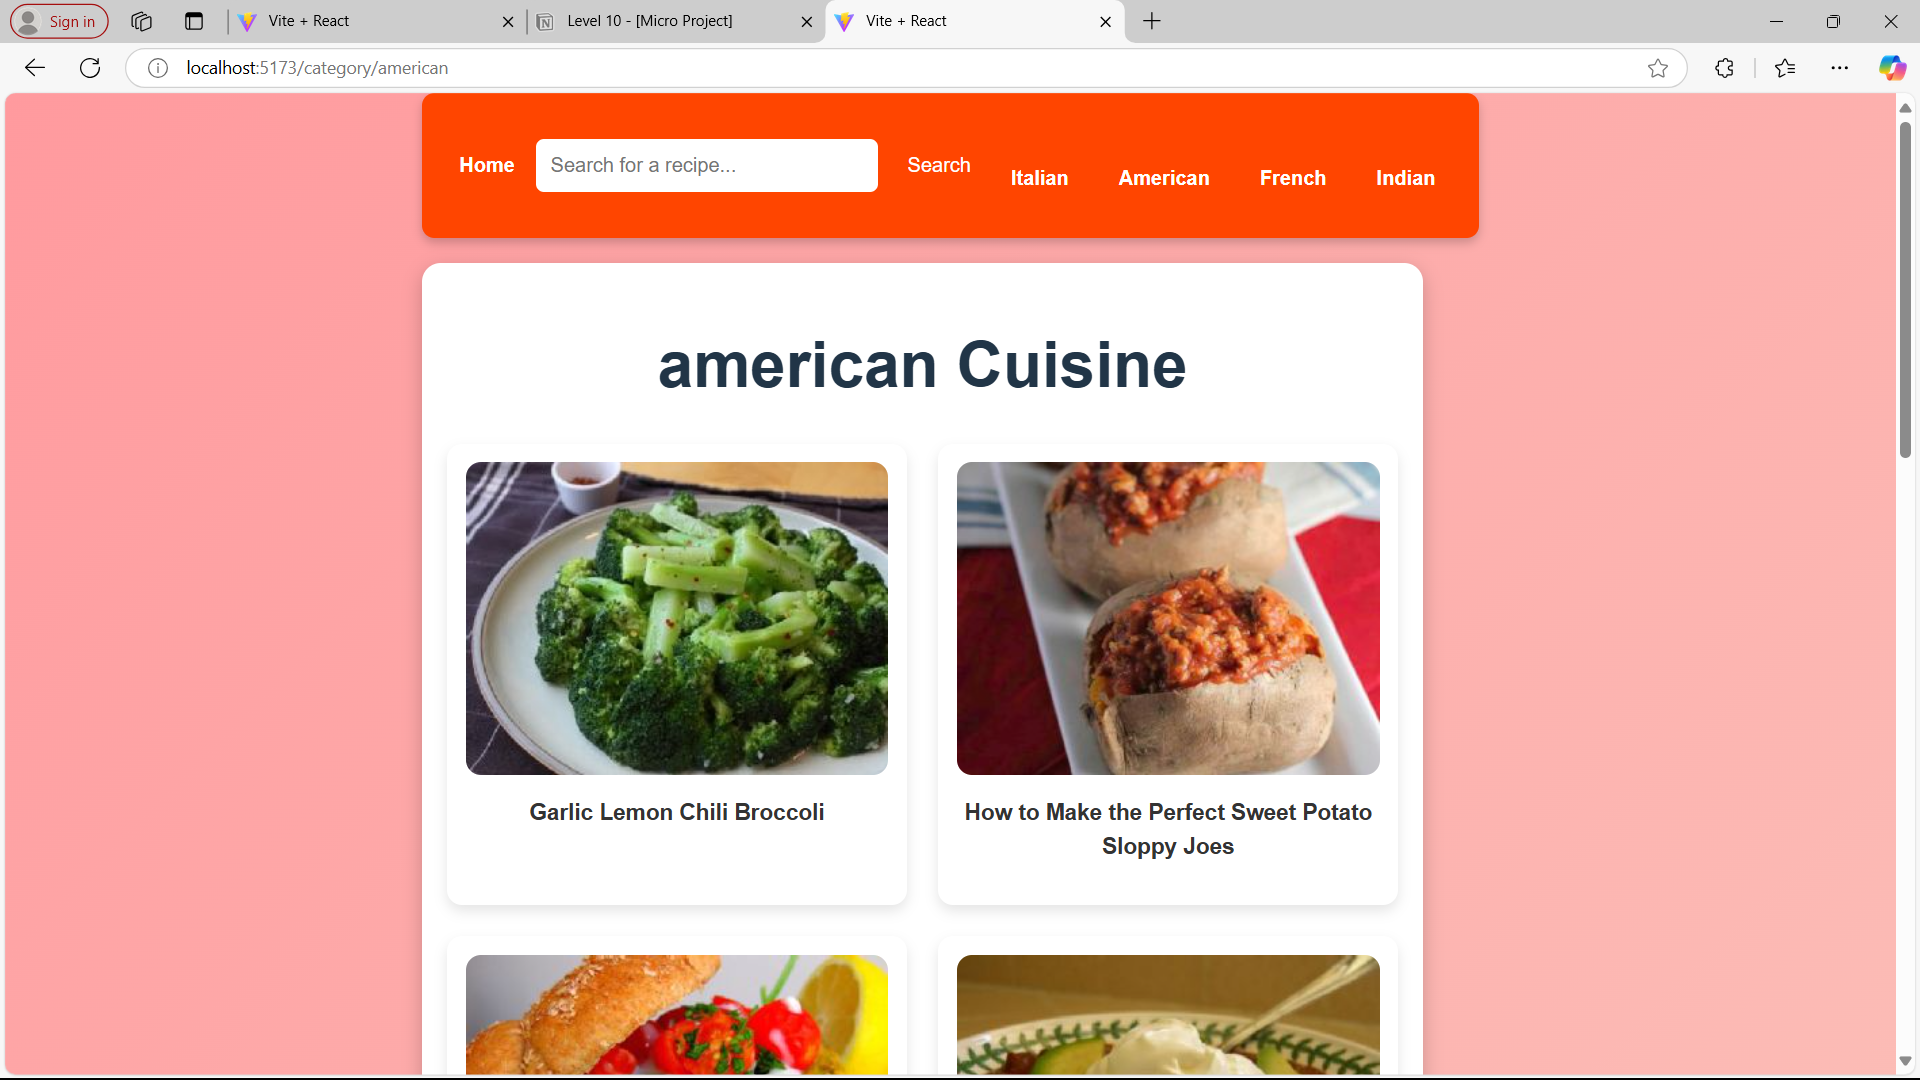 Sign in
Vite + React
Level 10 - [Micro Project]
Vite + React
localhost:5173/category/american
Home
Search for a recipe...
Search
Italian
American
French
Indian
american Cuisine
Garlic Lemon Chili Broccoli
How to Make the Perfect Sweet Potato
Sloppy Joes